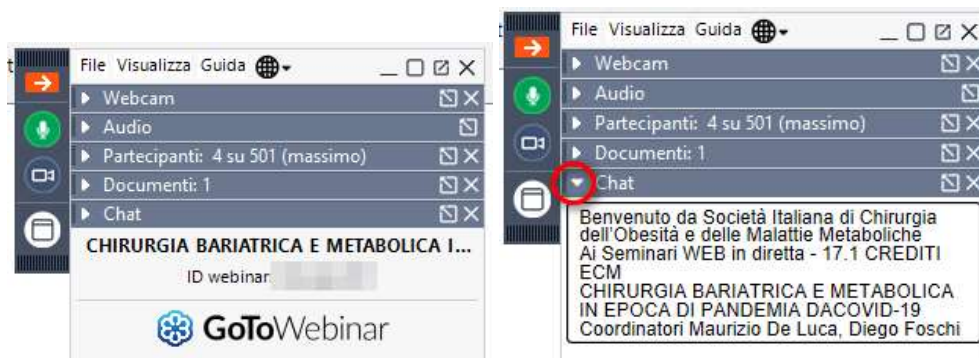 File Visualizza Guida
Webcam
Audio
Partecipanti: 4 su 501 (massimo)
Documenti: 1
Chat
CHIRURGIA BARIATRICA E METABOLICA I...
ID webinar:
GoToWebinar
File Visualizza Guida
Webcam
Audio
Partecipanti: 4 su 501 (massimo)
Documenti: 1
Chat
Benvenuto da Società Italiana di Chirurgia
dell'Obesità e delle Malattie Metaboliche
Ai Seminari WEB in diretta - 17.1 CREDITI
ECM
CHIRURGIA BARIATRICA E METABOLICA
IN EPOCA DI PANDEMIA DACOVID-19
Coordinatori Maurizio De Luca, Diego Foschi